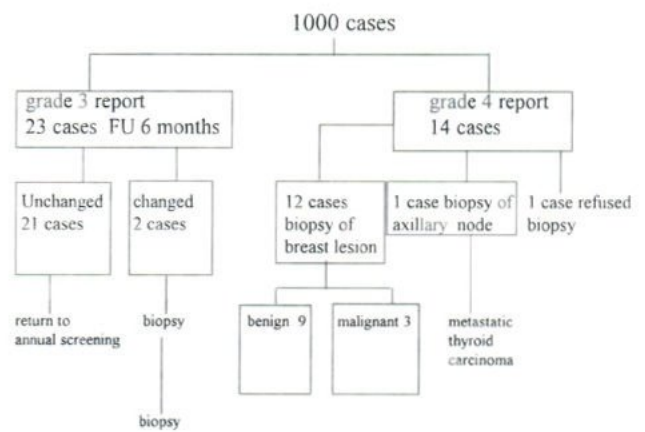 1000 cases
grade 3 report
23 cases FU 6 months
grade 4 report
14 cases
Unchanged
21 cases
changed
2 cases
12 cases
biopsy of
breast lesion
1 case biopsy of
axillary node
1 case refused
biopsy
return to
annual screening
biopsy
benign 9
malignant 3
metastatic
thyroid
carcinoma
biopsy